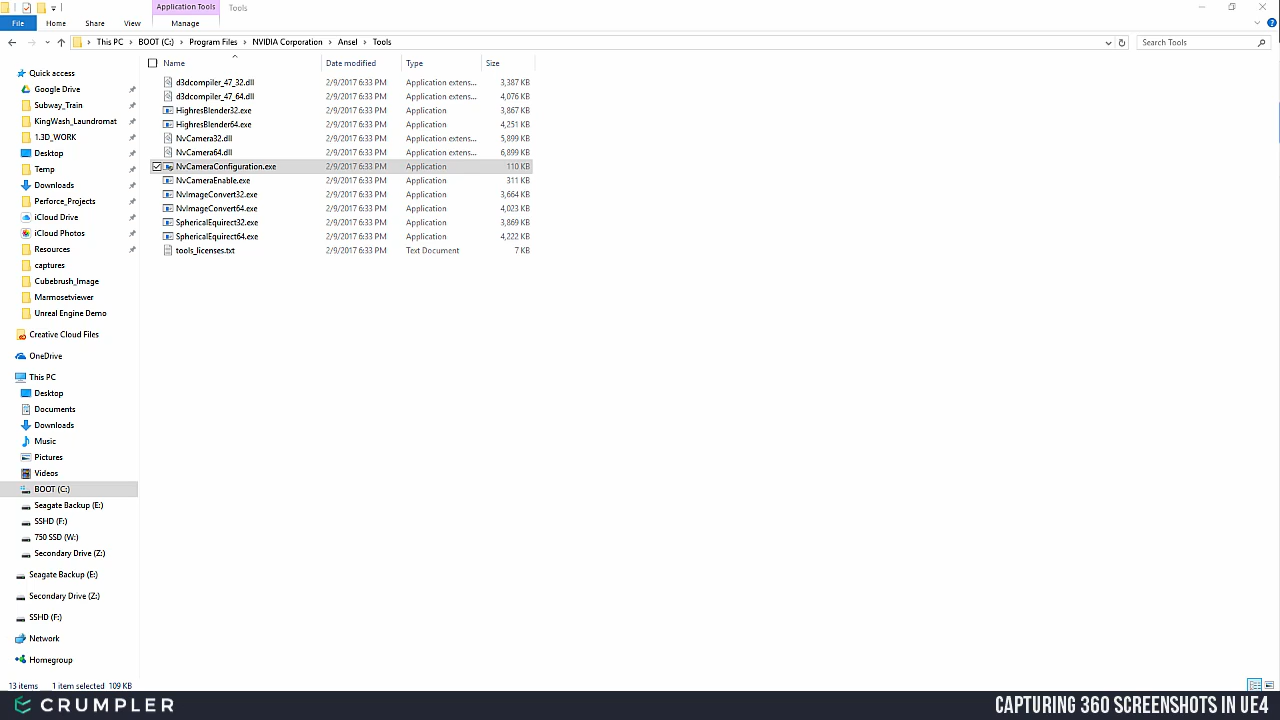 Application Tools
Tools
File
Home
Share
View
Manage
This PC
BOOT (C:)
Program Files
NVIDIA Corporation
Ansel
Tools
Search Tools
Name
Date modified
Type
Size
d3dcompiler_47_32.dll 2/9/2017 6:33 PM Application extens... 3,387 KB
d3dcompiler_47_64.dll 2/9/2017 6:33 PM Application extens... 4,076 KB
HighresBlender32.exe 2/9/2017 6:33 PM Application 3,867 KB
HighresBlender64.exe 2/9/2017 6:33 PM Application 4,251 KB
NvCamera32.dll 2/9/2017 6:33 PM Application extens... 5,899 KB
NvCamera64.dll 2/9/2017 6:33 PM Application extens... 6,899 KB
NvCameraConfiguration.exe 2/9/2017 6:33 PM Application 110 KB
NvCameraEnable.exe 2/9/2017 6:33 PM Application 311 KB
NvImageConvert32.exe 2/9/2017 6:33 PM Application 3,664 KB
NvImageConvert64.exe 2/9/2017 6:33 PM Application 4,023 KB
SphericalEquirect32.exe 2/9/2017 6:33 PM Application 3,869 KB
SphericalEquirect64.exe 2/9/2017 6:33 PM Application 4,222 KB
tools_licenses.txt 2/9/2017 6:33 PM Text Document 7 KB
Quick access
Google Drive
Subway_Train
KingWash_Laundromat
1.3D_WORK
Desktop
Temp
Downloads
Perforce_Projects
iCloud Drive
iCloud Photos
Resources
captures
Cubebrush_Image
Marmosetviewer
Unreal Engine Demo
Creative Cloud Files
OneDrive
This PC
Desktop
Documents
Downloads
Music
Pictures
Videos
BOOT (C:)
Seagate Backup (E:)
SSHD (F:)
750 SSD (W:)
Secondary Drive (Z:)
Seagate Backup (E:)
Secondary Drive (Z:)
SSHD (F:)
Network
Homegroup
13 items 1 item selected 109 KB
CRUMPLER
CAPTURING 360 SCREENSHOTS IN UE4